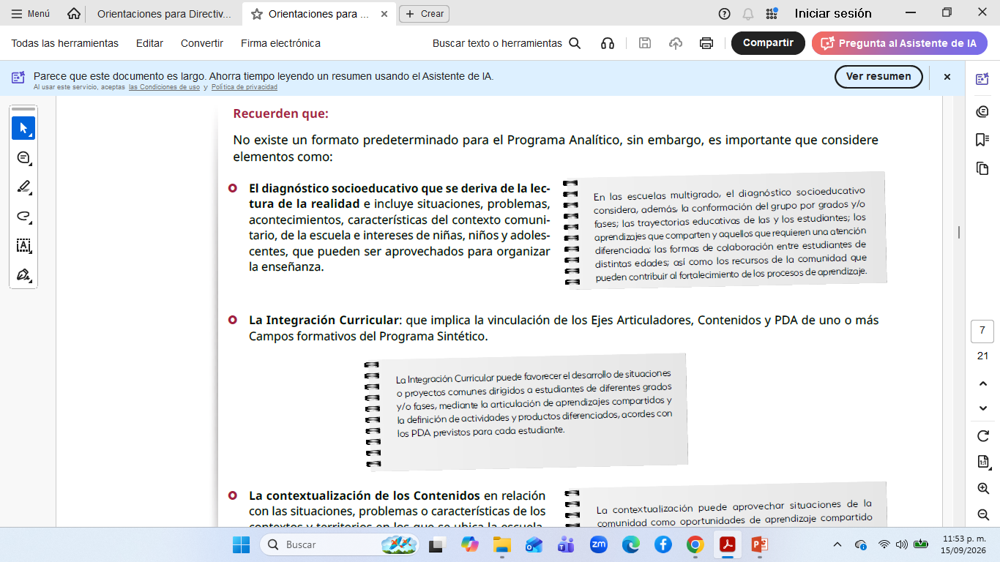 Menú
Orientaciones para Directiv...
Orientaciones para ...
Crear
Iniciar sesión
Todas las herramientas
Editar
Convertir
Firma electrónica
Buscar texto o herramientas
Compartir
Pregunta al Asistente de IA
Parece que este documento es largo. Ahorra tiempo leyendo un resumen usando el Asistente de IA.
Al usar este servicio, aceptas las Condiciones de uso y Política de privacidad
Ver resumen
Recuerden que:
No existe un formato predeterminado para el Programa Analítico, sin embargo, es importante que considere
elementos como:
El diagnóstico socioeducativo que se deriva de la lec-
tura de la realidad e incluye situaciones, problemas,
acontecimientos, características del contexto comuni-
tario, de la escuela e intereses de niñas, niños y adoles-
centes, que pueden ser aprovechados para organizar
la enseñanza.
En las escuelas multigrado, el diagnóstico socioeducativo
considera, además, la conformación del grupo por grados y/o
fases; las trayectorias educativas de las y los estudiantes; los
aprendizajes que comparten y aquellos que requieren una atención
diferenciada; las formas de colaboración entre estudiantes de
distintas edades; así como los recursos de la comunidad que
pueden contribuir al fortalecimiento de los procesos de aprendizaje.
La Integración Curricular: que implica la vinculación de los Ejes Articuladores, Contenidos y PDA de uno o más
Campos formativos del Programa Sintético.
La Integración Curricular puede favorecer el desarrollo de situaciones
o proyectos comunes dirigidos a estudiantes de diferentes grados
y/o fases, mediante la articulación de aprendizajes compartidos y
la definición de actividades y productos diferenciados, acordes con
los PDA previstos para cada estudiante.
La contextualización de los Contenidos en relación
con las situaciones, problemas o características de los
contextos y territorios en los que se ubica la escuela,
La contextualización puede aprovechar situaciones de la
comunidad como oportunidades de aprendizaje compartido
7
21
1:1
Buscar
zm
11:53 p. m.
15/09/2026